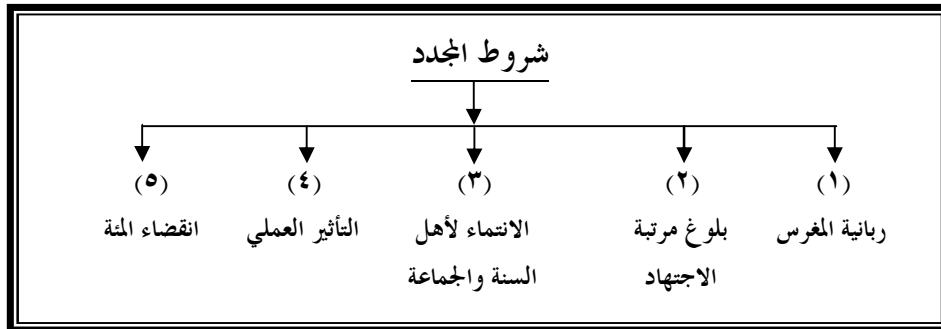 شروط المجدد
(١) (٢) (٣) (٤) (٥)
ربانية المغرس
بلوغ مرتبة
الاجتهاد
الانتماء لأهل
السنة والجماعة
التأثير العملي
انقضاء المئة